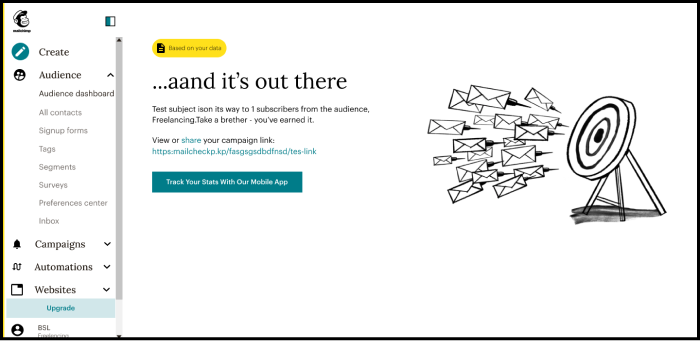 mailchimp
Create
Audience
Audience dashboard
All contacts
Signup forms
Tags
Segments
Surveys
Preferences center
Inbox
Campaigns
Automations
Websites
Upgrade
BSL
Freelancing
Based on your data
...aand it's out there
Test subject ison its way to 1 subscribers from the audience,
Freelancing.Take a brether - you've earned it.
View or share your campaign link:
https:mailcheckp.kp/fasgsgsdbdfnsd/tes-link
Track Your Stats With Our Mobile App